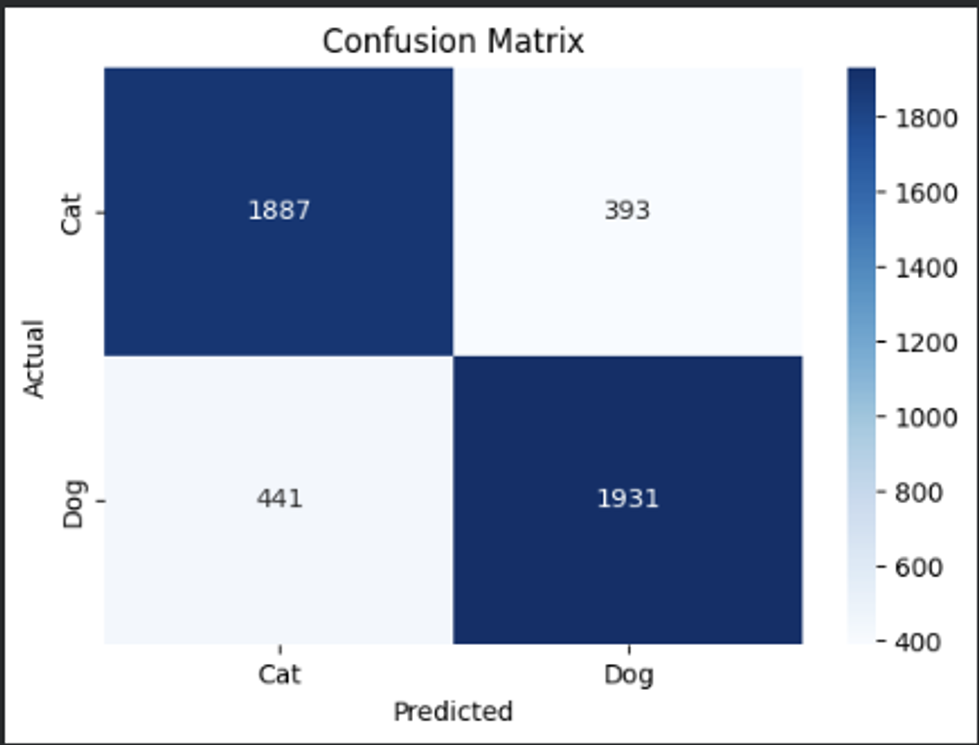 Confusion Matrix
Cat
1887
393
Actual
Dog
441
1931
Cat
Dog
Predicted
1800
1600
1400
1200
1000
800
600
400